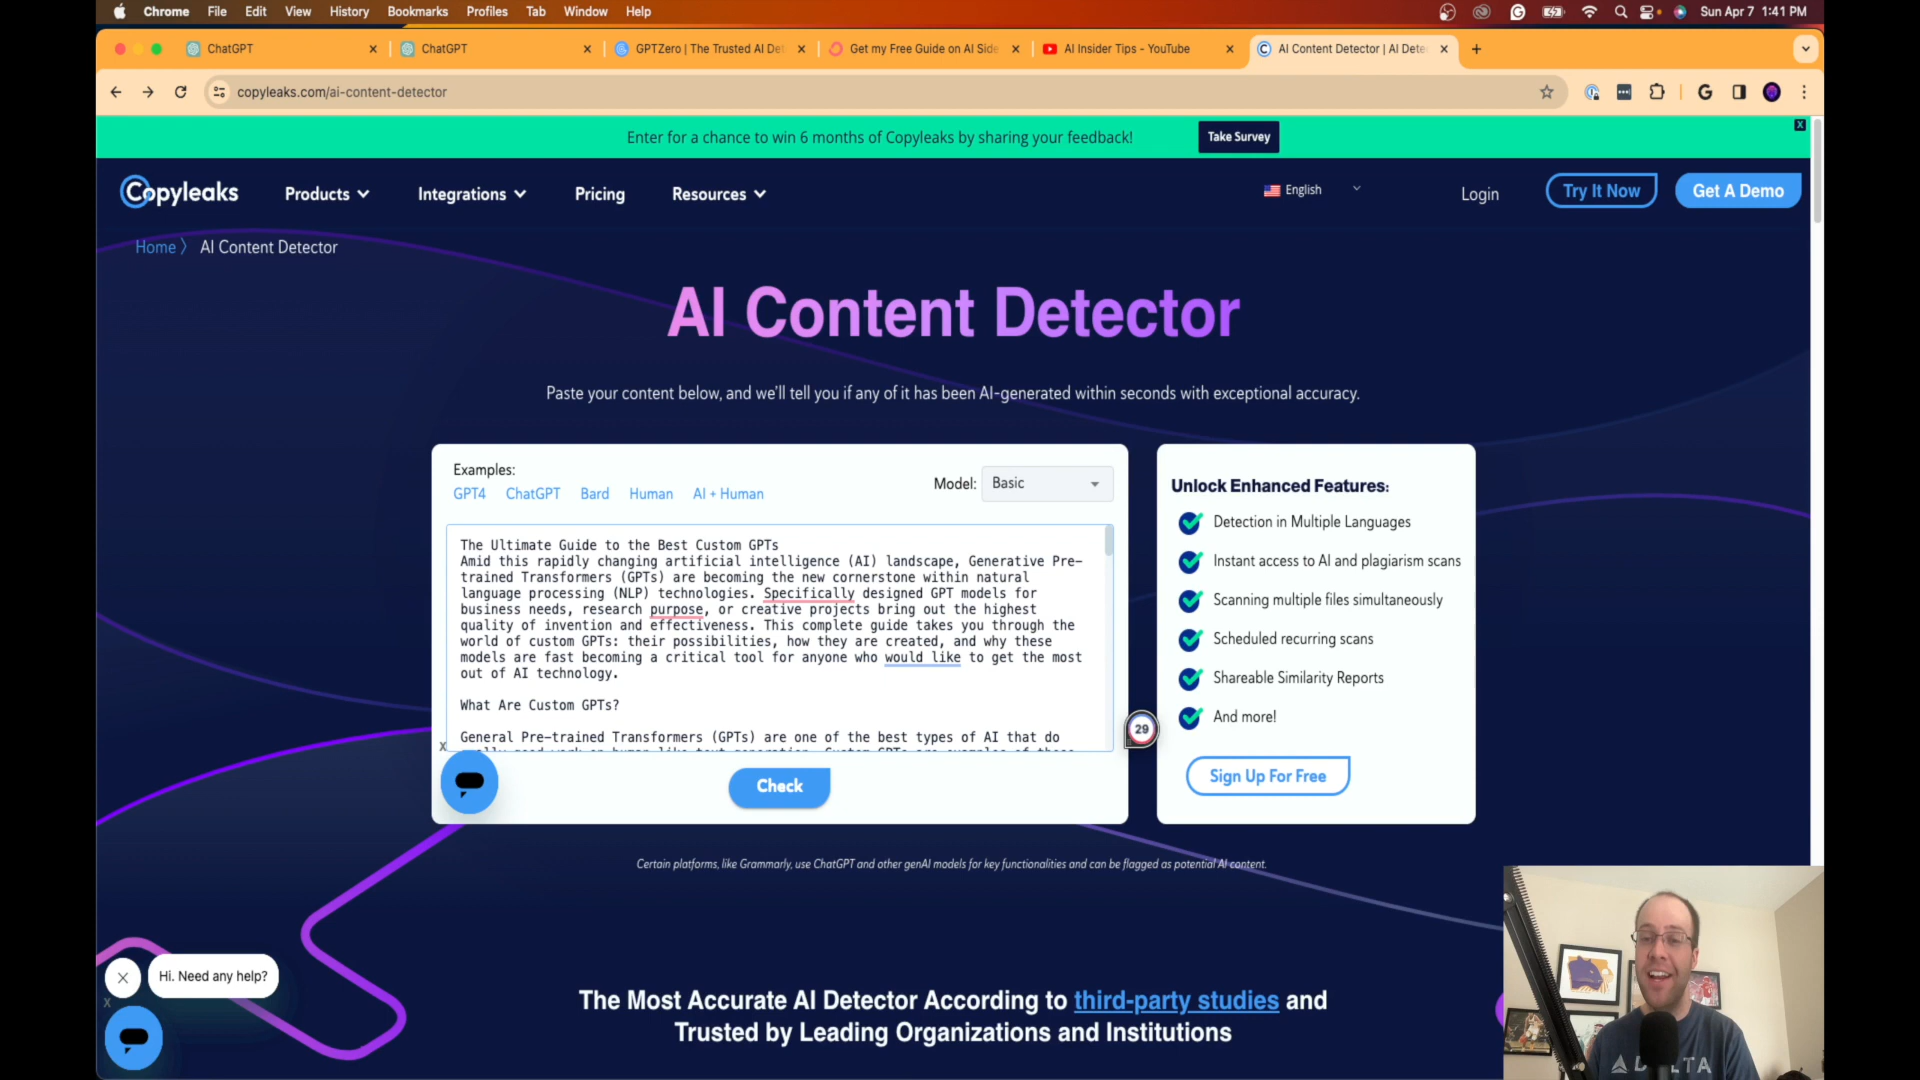 Chrome File Edit View History Bookmarks Profiles Tab Window Help
Sun Apr 7 1:41 PM
ChatGPT
ChatGPT
GPTZero | The Trusted AI Det
Get my Free Guide on AI Side
AI Insider Tips - YouTube
AI Content Detector | AI Dete
copyleaks.com/ai-content-detector
Enter for a chance to win 6 months of Copyleaks by sharing your feedback!
Take Survey
X
Copyleaks
Products
Integrations
Pricing
Resources
English
Login
Try It Now
Get A Demo
Home 〉 AI Content Detector
AI Content Detector
Paste your content below, and we'll tell you if any of it has been AI-generated within seconds with exceptional accuracy.
Examples:
GPT4 ChatGPT Bard Human AI + Human
Model: Basic
The Ultimate Guide to the Best Custom GPTs
Amid this rapidly changing artificial intelligence (AI) landscape, Generative Pre-
trained Transformers (GPTs) are becoming the new cornerstone within natural
language processing (NLP) technologies. Specifically designed GPT models for
business needs, research purpose, or creative projects bring out the highest
quality of invention and effectiveness. This complete guide takes you through the
world of custom GPTs: their possibilities, how they are created, and why these
models are fast becoming a critical tool for anyone who would like to get the most
out of AI technology.
What Are Custom GPTs?
General Pre-trained Transformers (GPTs) are one of the best types of AI that do
29
x
Check
Unlock Enhanced Features:
Detection in Multiple Languages
Instant access to AI and plagiarism scans
Scanning multiple files simultaneously
Scheduled recurring scans
Shareable Similarity Reports
And more!
Sign Up For Free
Certain platforms, like Grammarly, use ChatGPT and other genAI models for key functionalities and can be flagged as potential AI content.
Hi. Need any help?
x
The Most Accurate AI Detector According to third-party studies and
Trusted by Leading Organizations and Institutions